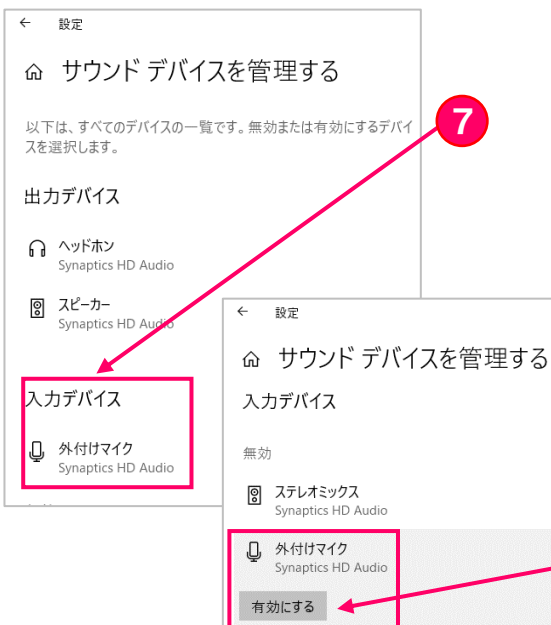 ← 設定
サウンド デバイスを管理する
以下は、すべてのデバイスの一覧です。無効または有効にするデバイ
スを選択します。
7
出力デバイス
ヘッドホン
Synaptics HD Audio
スピーカー
Synaptics HD Audio
入力デバイス
外付けマイク
Synaptics HD Audio
← 設定
サウンド デバイスを管理する
入力デバイス
無効
ステレオミックス
Synaptics HD Audio
外付けマイク
Synaptics HD Audio
有効にする